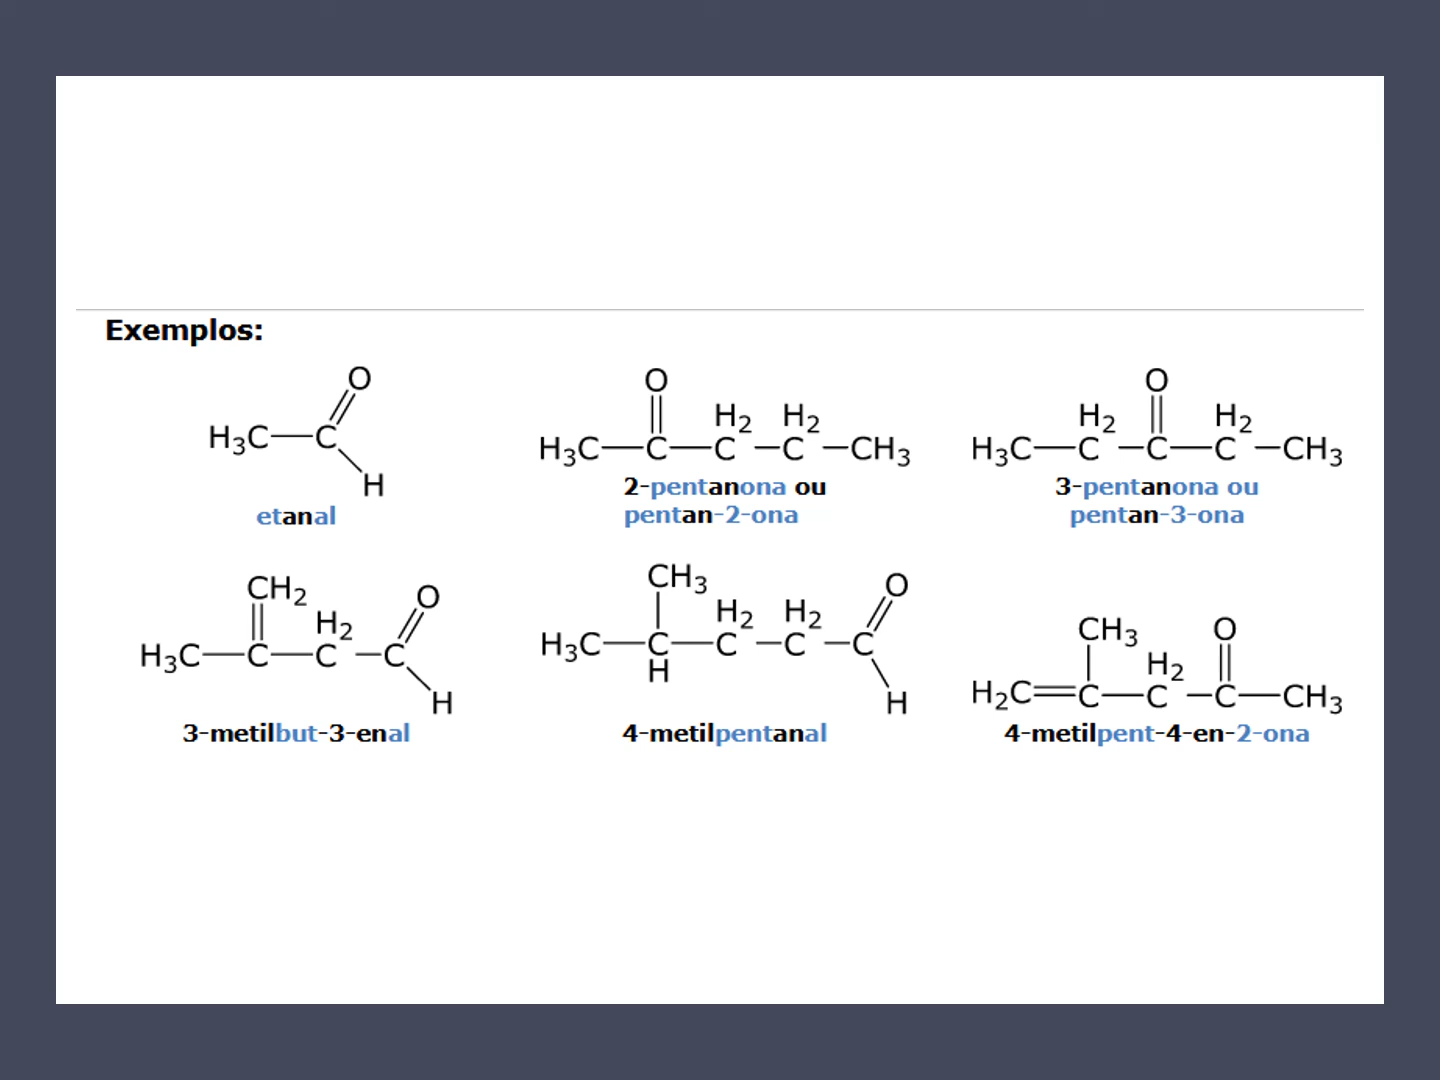 Exemplos:
O
H₃C—C
H
etanal
O
H₂ H₂
H₃C—C—C—C—CH₃
2-pentanona ou
pentan-2-ona
O
H₂ H₂
H₃C—C—C—C—CH₃
3-pentanona ou
pentan-3-ona
CH₂ O
H₂
H₃C—C—C—C
H
3-metilbut-3-enal
CH₃ O
H₂ H₂
H₃C—C—C—C—C
H
H
4-metilpentanal
CH₃ O
H₂
H₂C=C—C—C—CH₃
4-metilpent-4-en-2-ona